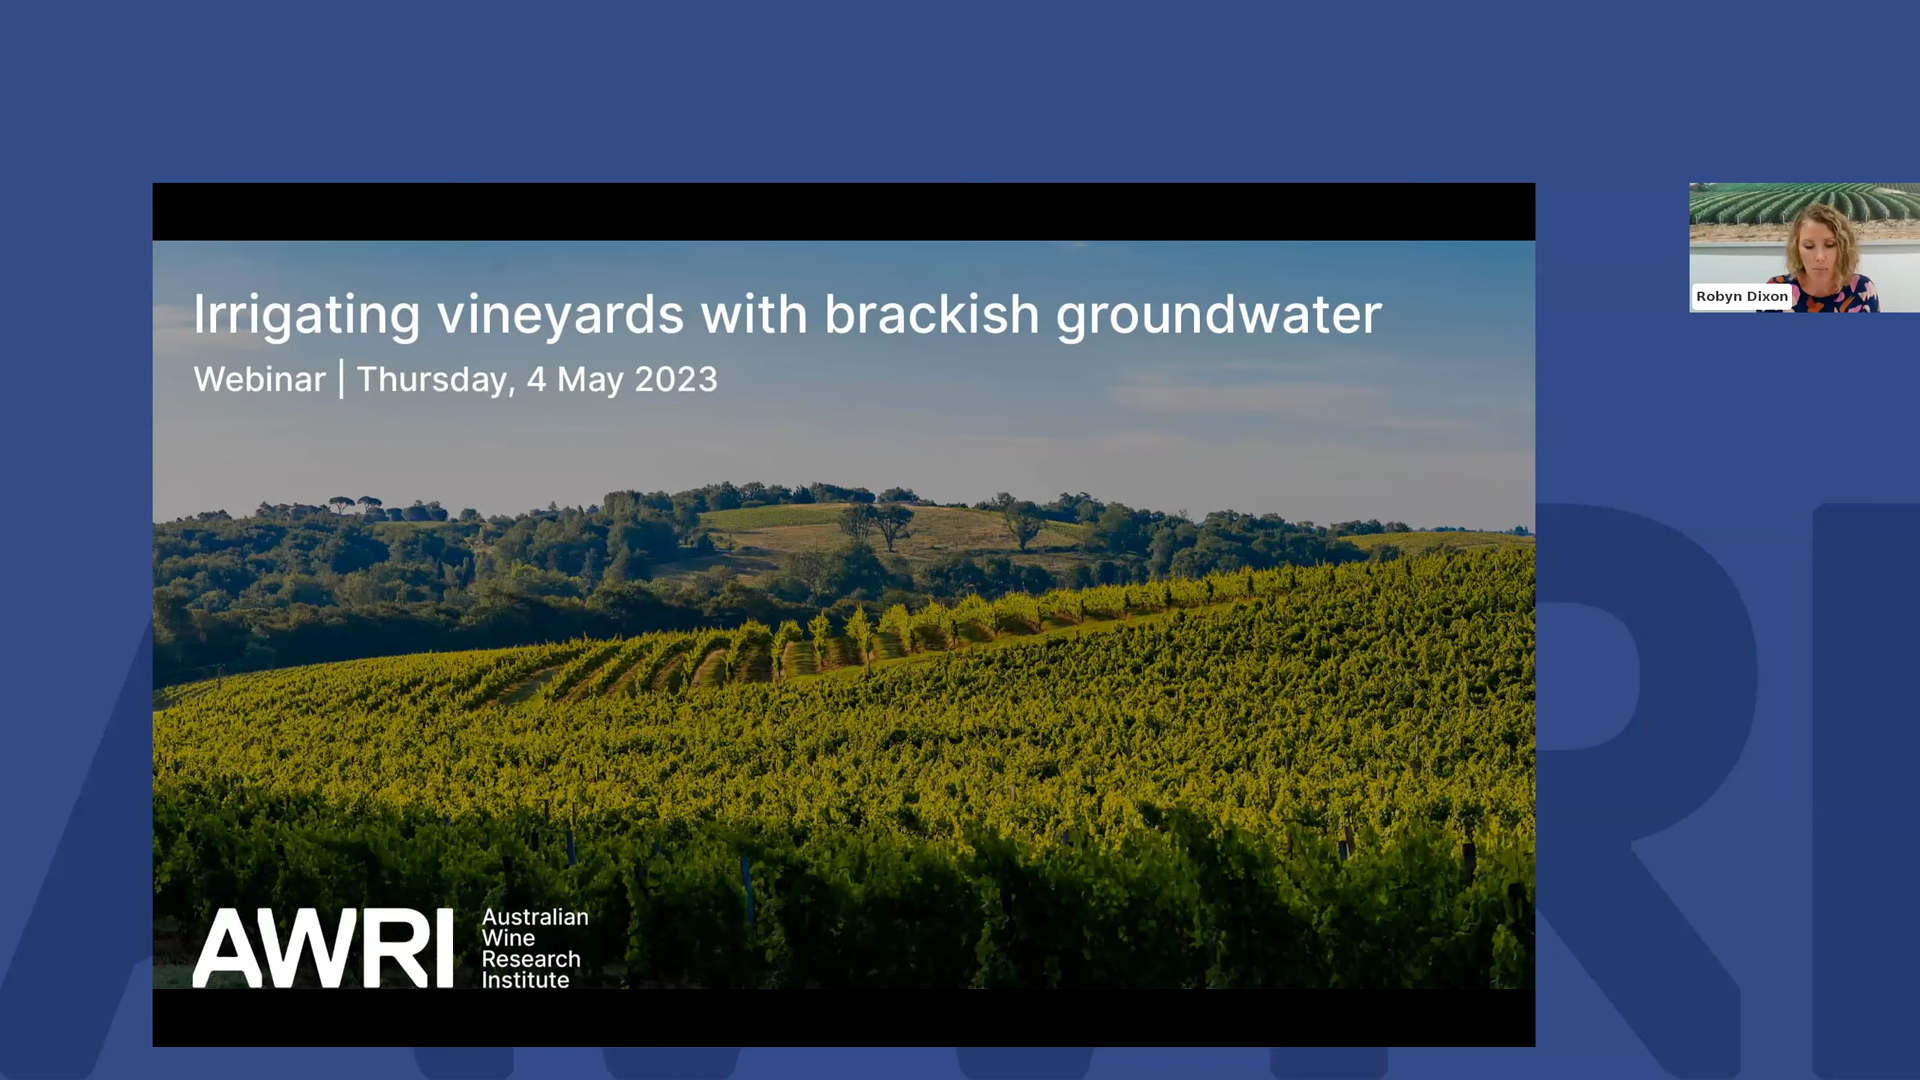 Irrigating vineyards with brackish groundwater
Webinar | Thursday, 4 May 2023
Robyn Dixon
AWRI
Australian
Wine
Research
Institute